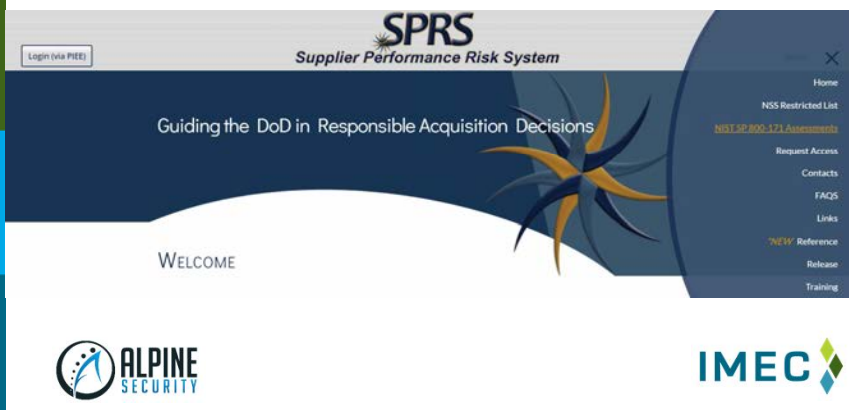 SPRS
Login (via PIEE)
Supplier Performance Risk System
Home
NSS Restricted List
Guiding the DoD in Responsible Acquisition Decisions
NIST SP 800-171 Assessments
Request Access
Contacts
FAQS
Links
"NEW" Reference
WELCOME
Release
Training
ALPINE
SECURITY
IMEC